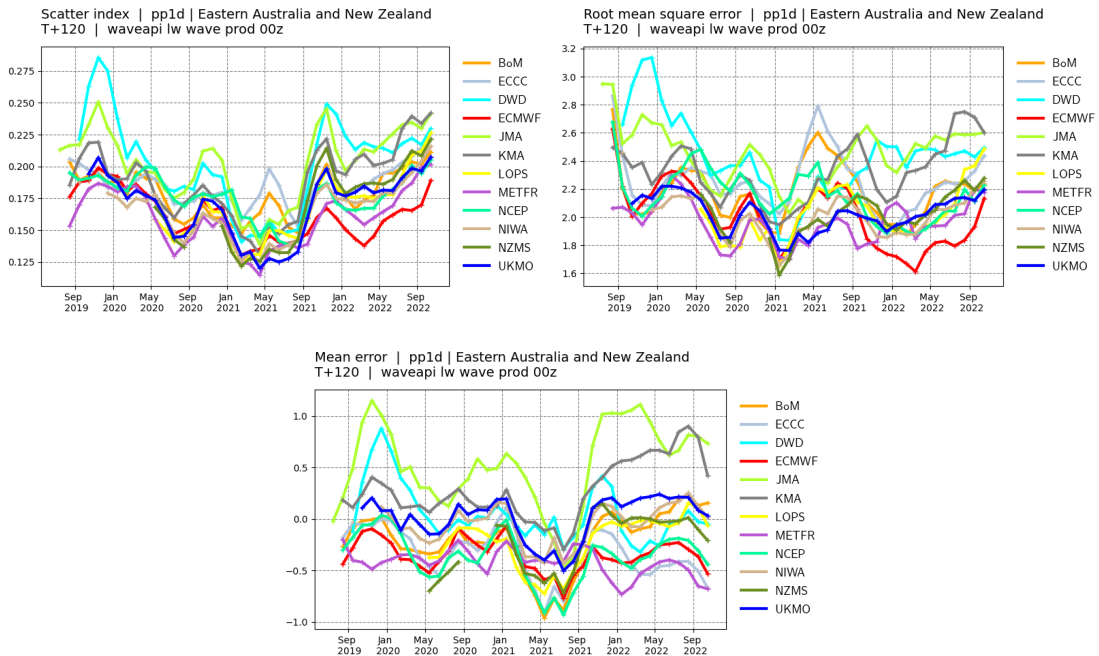 Scatter index | pp1d | Eastern Australia and New Zealand
T+120 | waveapi lw wave prod 00z
0.275
0.250
0.225
0.200
0.175
0.150
0.125
Sep 2019
Jan 2020
May 2020
Sep 2020
Jan 2021
May 2021
Sep 2021
Jan 2022
May 2022
Sep 2022
BoM
ECCC
DWD
ECMWF
JMA
KMA
LOPS
METFR
NCEP
NIWA
NZMS
UKMO
Root mean square error | pp1d | Eastern Australia and New Zealand
T+120 | waveapi lw wave prod 00z
3.2
3.0
2.8
2.6
2.4
2.2
2.0
1.8
1.6
Sep 2019
Jan 2020
May 2020
Sep 2020
Jan 2021
May 2021
Sep 2021
Jan 2022
May 2022
Sep 2022
BoM
ECCC
DWD
ECMWF
JMA
KMA
LOPS
METFR
NCEP
NIWA
NZMS
UKMO
Mean error | pp1d | Eastern Australia and New Zealand
T+120 | waveapi lw wave prod 00z
1.0
0.5
0.0
−0.5
−1.0
Sep 2019
Jan 2020
May 2020
Sep 2020
Jan 2021
May 2021
Sep 2021
Jan 2022
May 2022
Sep 2022
BoM
ECCC
DWD
ECMWF
JMA
KMA
LOPS
METFR
NCEP
NIWA
NZMS
UKMO